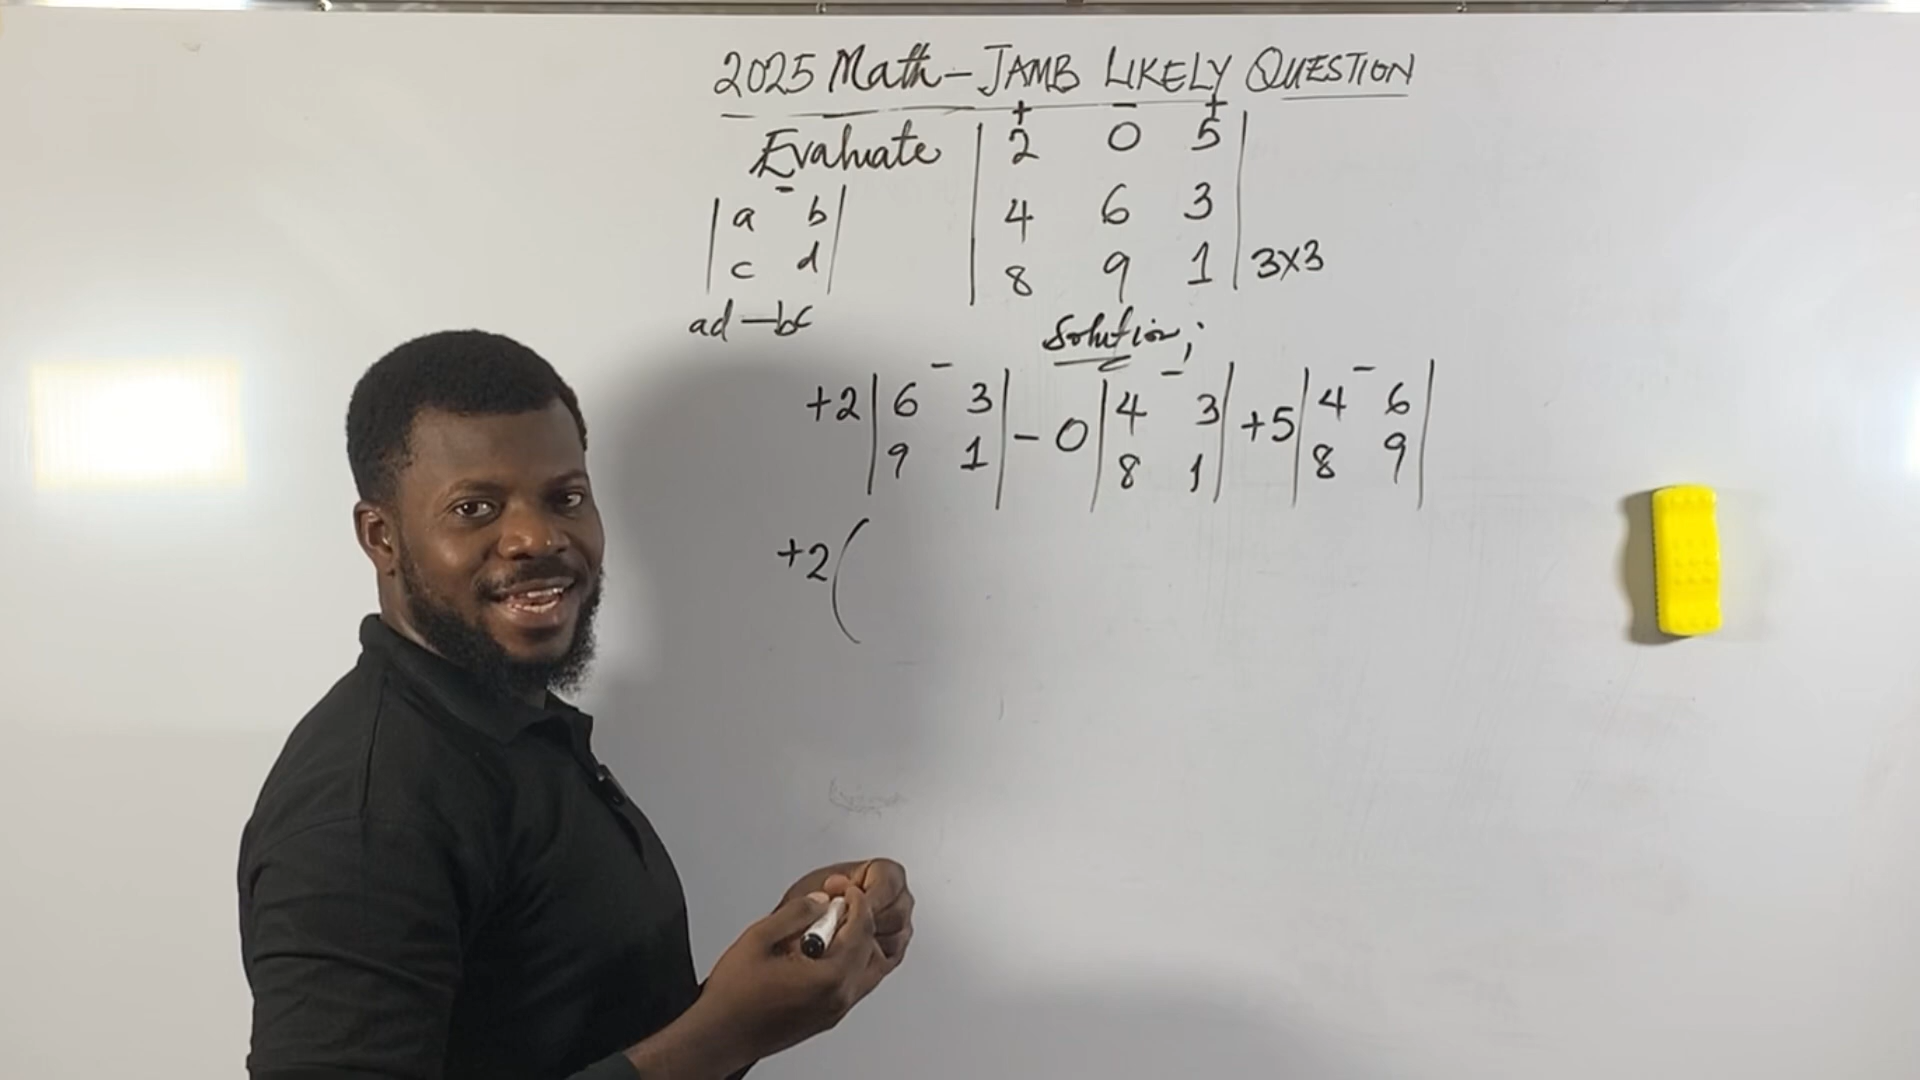 2025 Math - JAMB LIKELY QUESTION
+ - +
Evaluate | 2 0 5 |
| 4 6 3 |
| 8 9 1 | 3x3
-
| a b |
| c d |
ad - bc
Solution;
- - -
+2 | 6 3 | - 0 | 4 3 | +5 | 4 6 |
| 9 1 | | 8 1 | | 8 9 |
+2 (